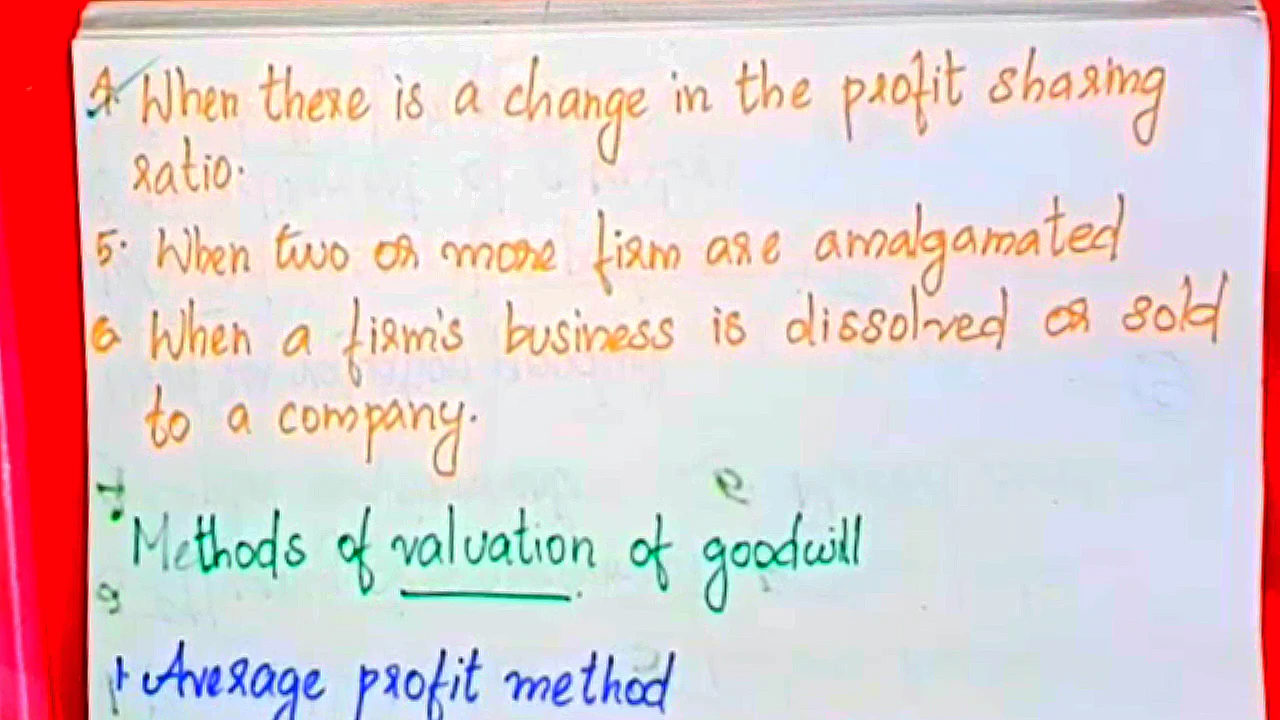 4. When there is a change in the profit sharing
ratio.
5. When two or more firm are amalgamated
6 When a firm's business is dissolved or sold
to a company.
Methods of valuation of goodwill
1 Average profit method